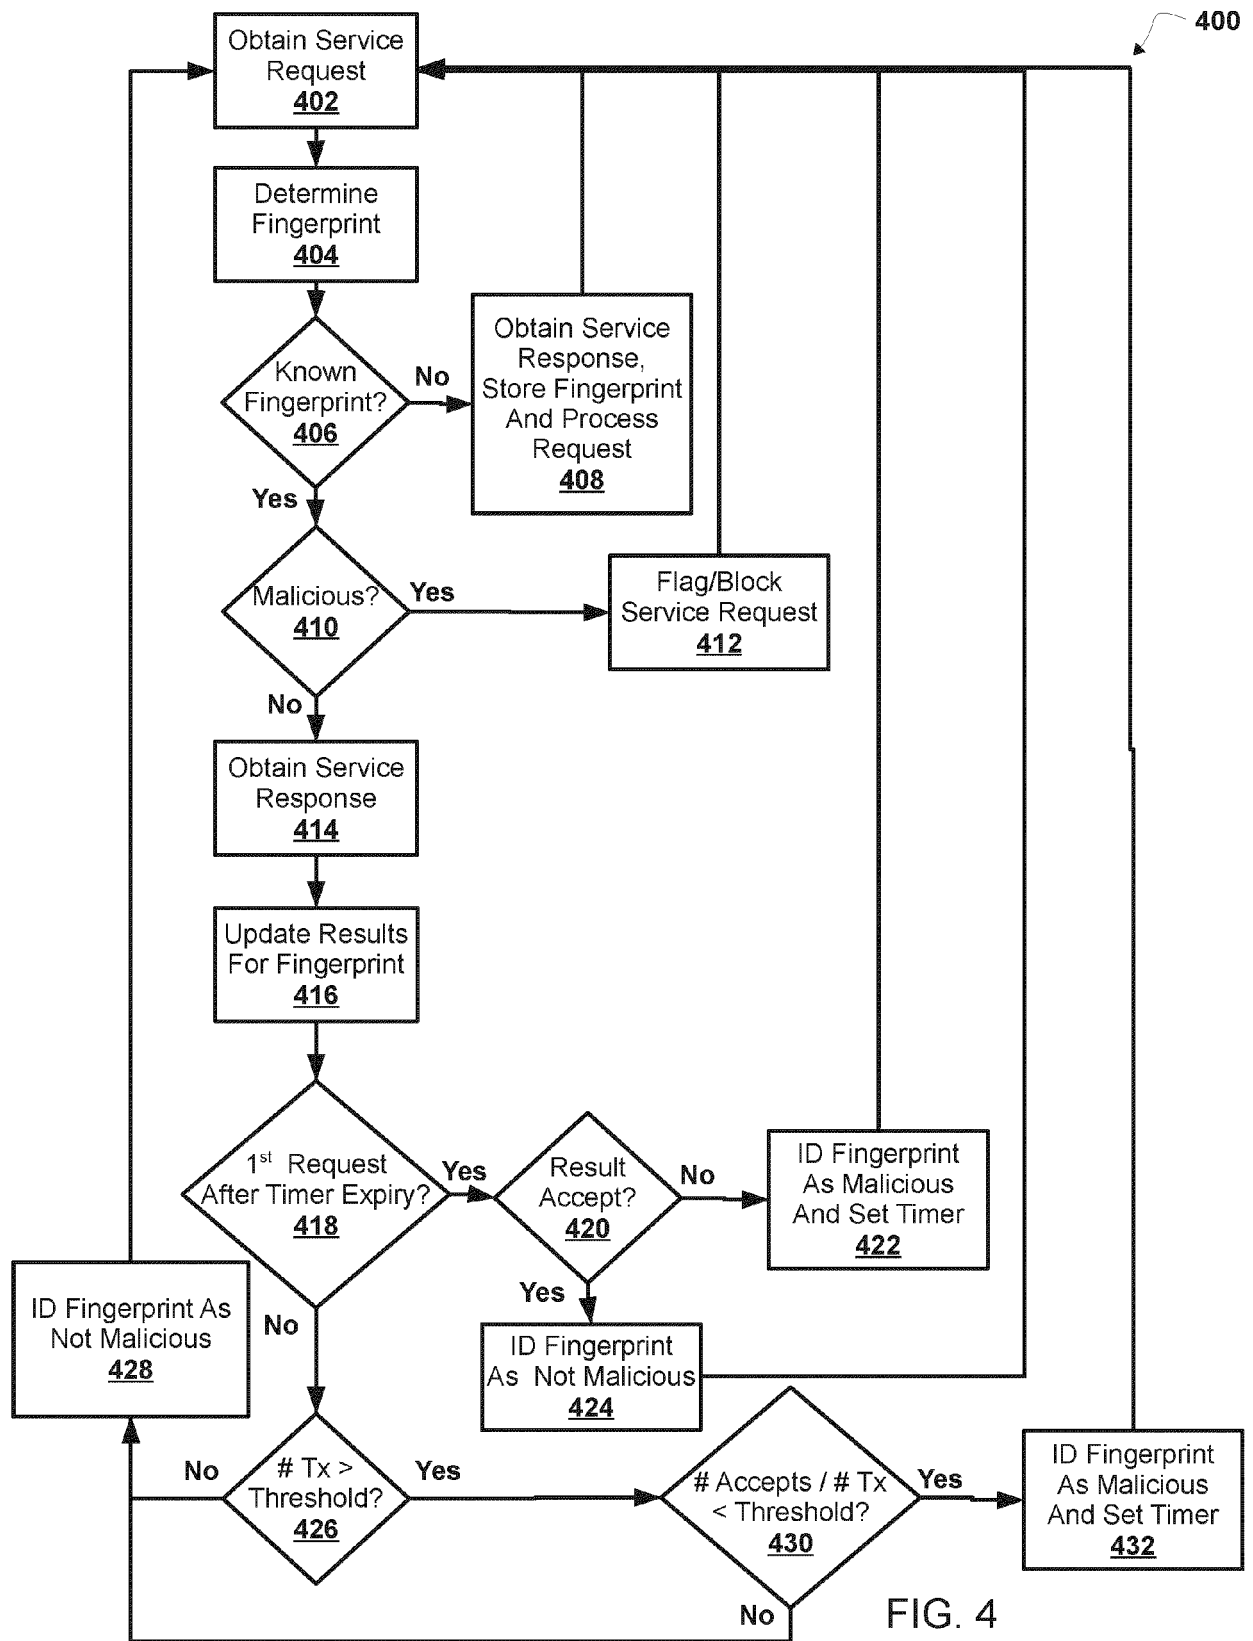 400
Obtain Service
Request
402
Determine
Fingerprint
404
Known
Fingerprint?
406
No
Obtain Service
Response,
Store Fingerprint
And Process
Request
408
Yes
Malicious?
410
Yes
Flag/Block
Service Request
412
No
Obtain Service
Response
414
Update Results
For Fingerprint
416
1st Request
After Timer Expiry?
418
Yes
Result
Accept?
420
No
ID Fingerprint
As Malicious
And Set Timer
422
Yes
ID Fingerprint
As Not Malicious
424
No
ID Fingerprint As
Not Malicious
428
No
# Tx >
Threshold?
426
Yes
# Accepts / # Tx
< Threshold?
430
Yes
ID Fingerprint
As Malicious
And Set Timer
432
No
FIG. 4